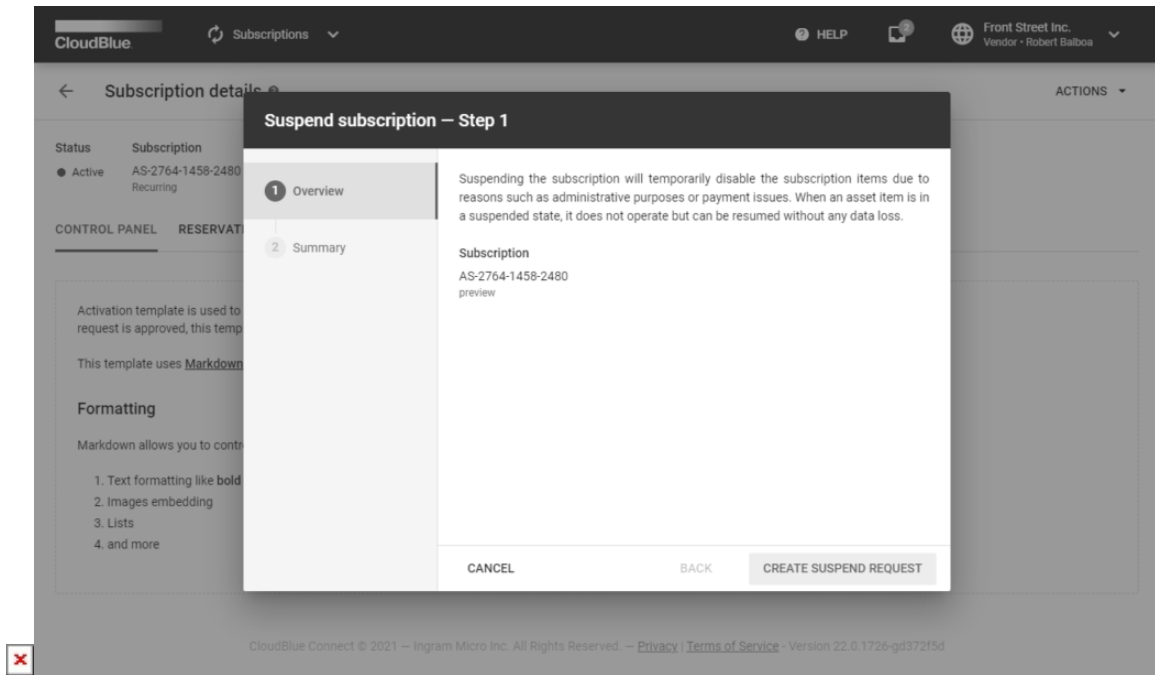 CloudBlue
Subscriptions
HELP
2
Front Street Inc.
Vendor • Robert Balboa
Subscription details
ACTIONS
Status
Subscription
Active
AS-2764-1458-2480
Recurring
CONTROL PANEL
RESERVATI
Activation template is used to
request is approved, this temp
This template uses Markdown
Formatting
Markdown allows you to contr
1. Text formatting like bold
2. Images embedding
3. Lists
4. and more
Suspend subscription — Step 1
1 Overview
2 Summary
Suspending the subscription will temporarily disable the subscription items due to
reasons such as administrative purposes or payment issues. When an asset item is in
a suspended state, it does not operate but can be resumed without any data loss.
Subscription
AS-2764-1458-2480
preview
CANCEL
BACK
CREATE SUSPEND REQUEST
CloudBlue Connect © 2021 — Ingram Micro Inc. All Rights Reserved. — Privacy | Terms of Service - Version 22.0.1726-gd372f5d